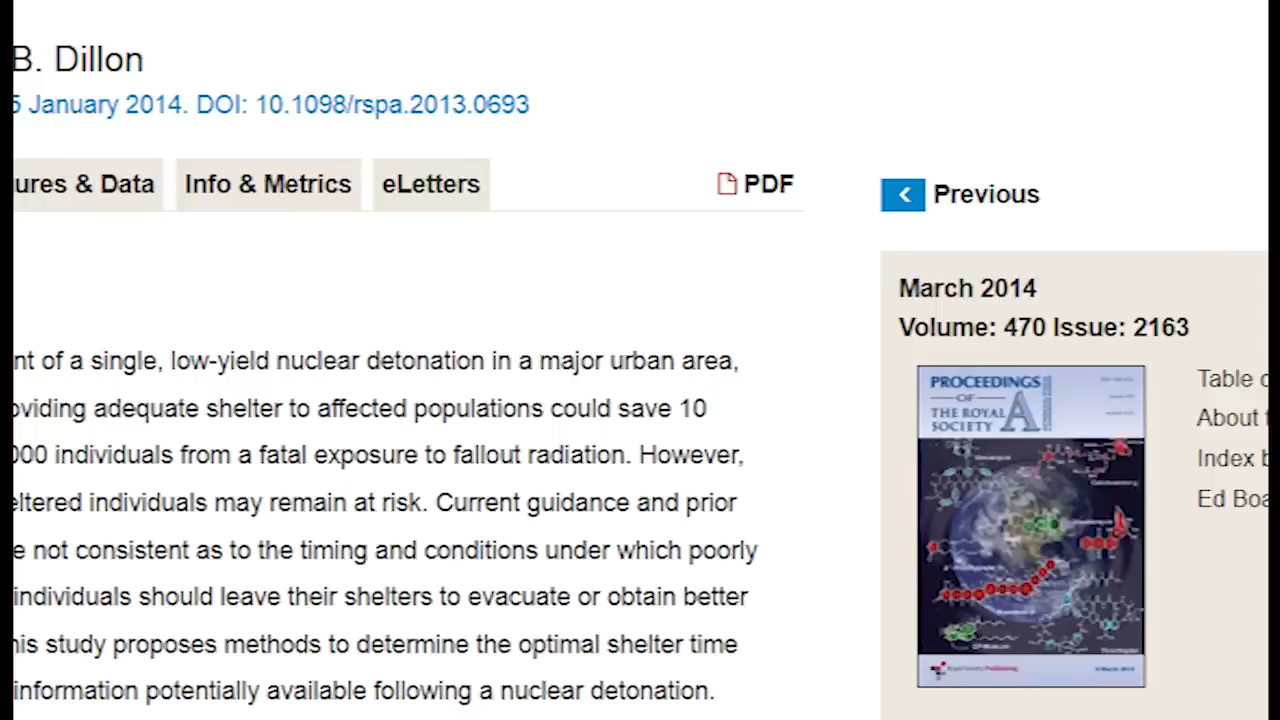 B. Dillon
5 January 2014. DOI: 10.1098/rspa.2013.0693
ures & Data
Info & Metrics
eLetters
PDF
nt of a single, low-yield nuclear detonation in a major urban area,
oviding adequate shelter to affected populations could save 10
000 individuals from a fatal exposure to fallout radiation. However,
eltered individuals may remain at risk. Current guidance and prior
e not consistent as to the timing and conditions under which poorly
individuals should leave their shelters to evacuate or obtain better
his study proposes methods to determine the optimal shelter time
information potentially available following a nuclear detonation.
Previous
March 2014
Volume: 470 Issue: 2163
PROCEEDINGS
OF
THE ROYAL
SOCIETY A
Royal Society Publishing
Table o
About t
Index b
Ed Boa